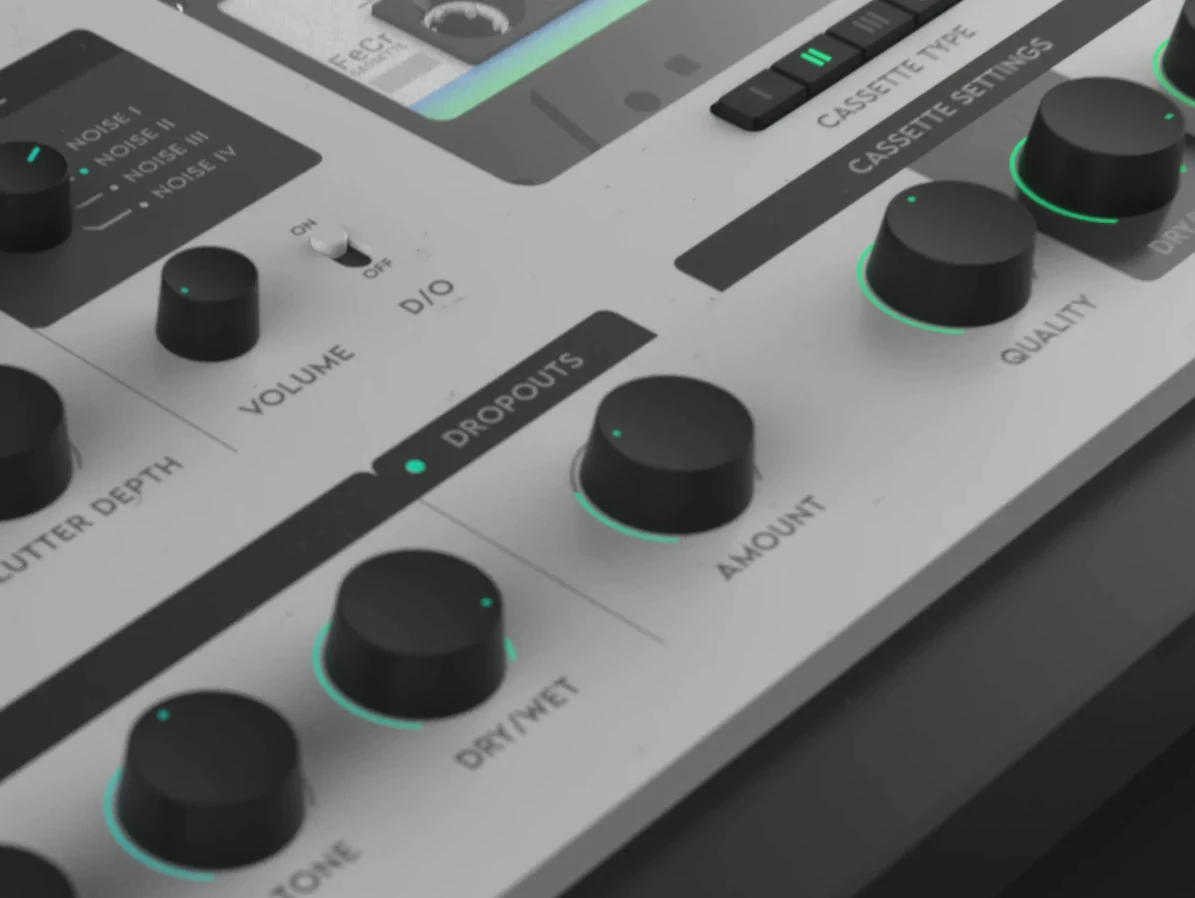 FeCr
CASSETTE
I
II
III
CASSETTE TYPE
CASSETTE SETTINGS
NOISE I
NOISE II
NOISE III
NOISE IV
ON
OFF
D/O
VOLUME
QUALITY
DRY/
DROPOUTS
AMOUNT
LUTTER DEPTH
DRY/WET
TONE